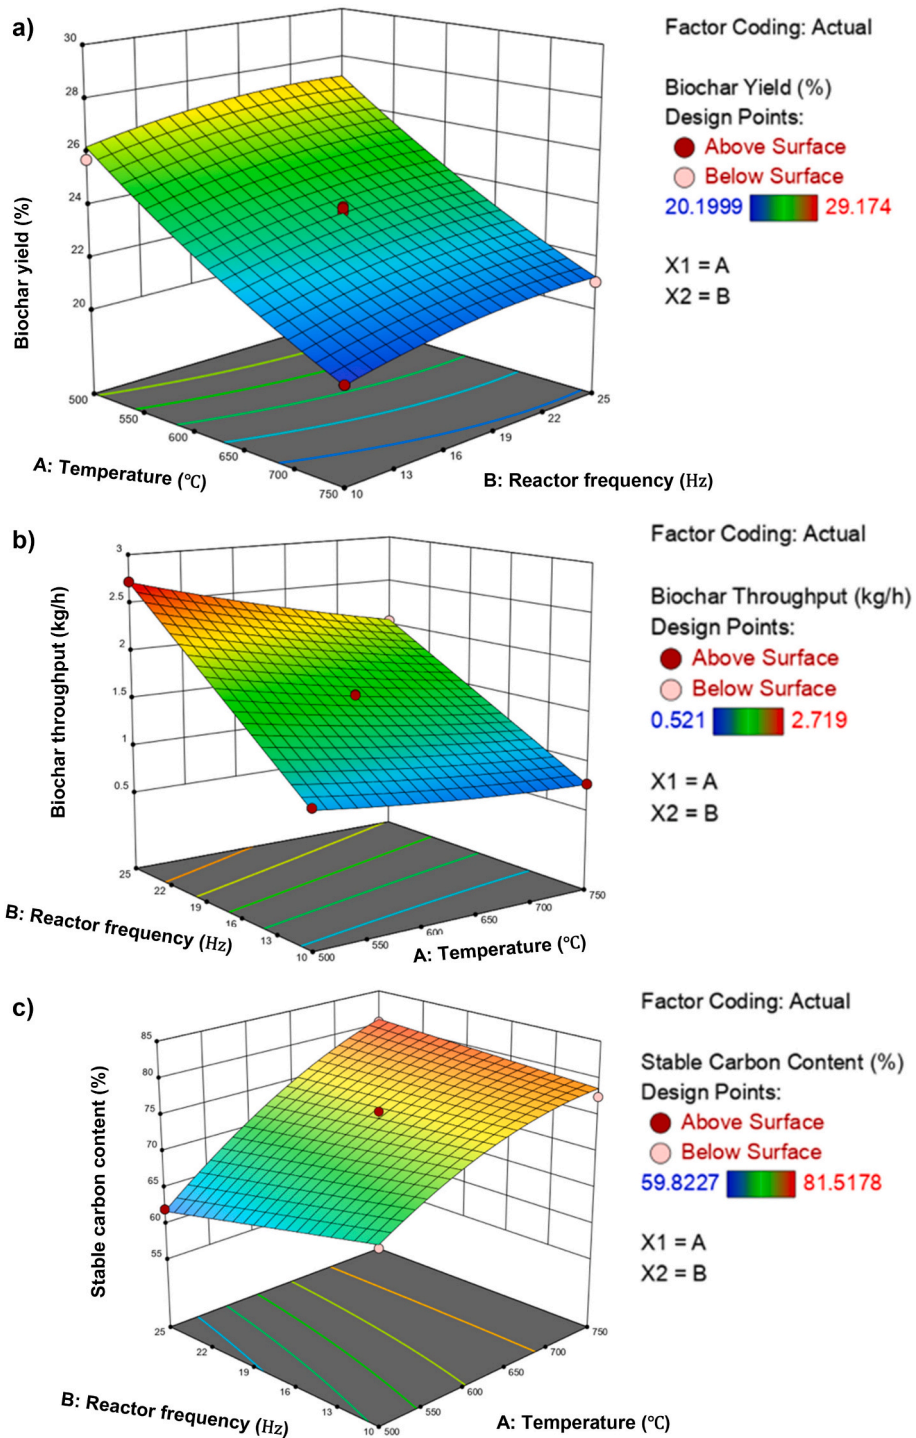 a)
30
28
26
24
22
20
Biochar yield (%)
500
550
600
650
700
750
A: Temperature (°C)
10
13
16
19
22
25
B: Reactor frequency (Hz)
Factor Coding: Actual
Biochar Yield (%)
Design Points:
Above Surface
Below Surface
20.1999 29.174
X1 = A
X2 = B
b)
3
2.5
2
1.5
1
0.5
Biochar throughput (kg/h)
25
22
19
16
13
10
B: Reactor frequency (Hz)
500
550
600
650
700
750
A: Temperature (°C)
Factor Coding: Actual
Biochar Throughput (kg/h)
Design Points:
Above Surface
Below Surface
0.521 2.719
X1 = A
X2 = B
c)
85
80
75
70
65
60
55
Stable carbon content (%)
25
22
19
16
13
10
B: Reactor frequency (Hz)
500
550
600
650
700
750
A: Temperature (°C)
Factor Coding: Actual
Stable Carbon Content (%)
Design Points:
Above Surface
Below Surface
59.8227 81.5178
X1 = A
X2 = B